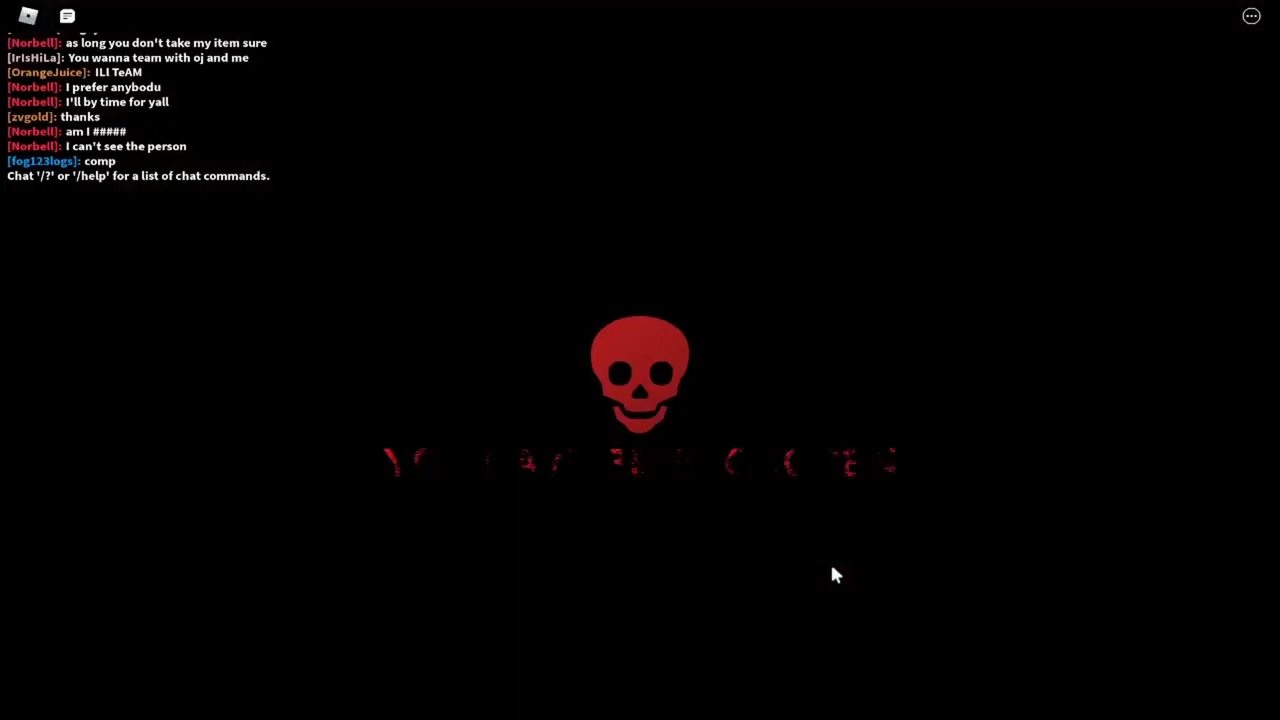 [Norbell]: as long you don't take my item sure
[IrIsHiLa]: You wanna team with oj and me
[OrangeJuice]: ILl TeAM
[Norbell]: I prefer anybodu
[Norbell]: I'll by time for yall
[zvgold]: thanks
[Norbell]: am I #####
[Norbell]: I can't see the person
[fog123logs]: comp
Chat '/?' or '/help' for a list of chat commands.